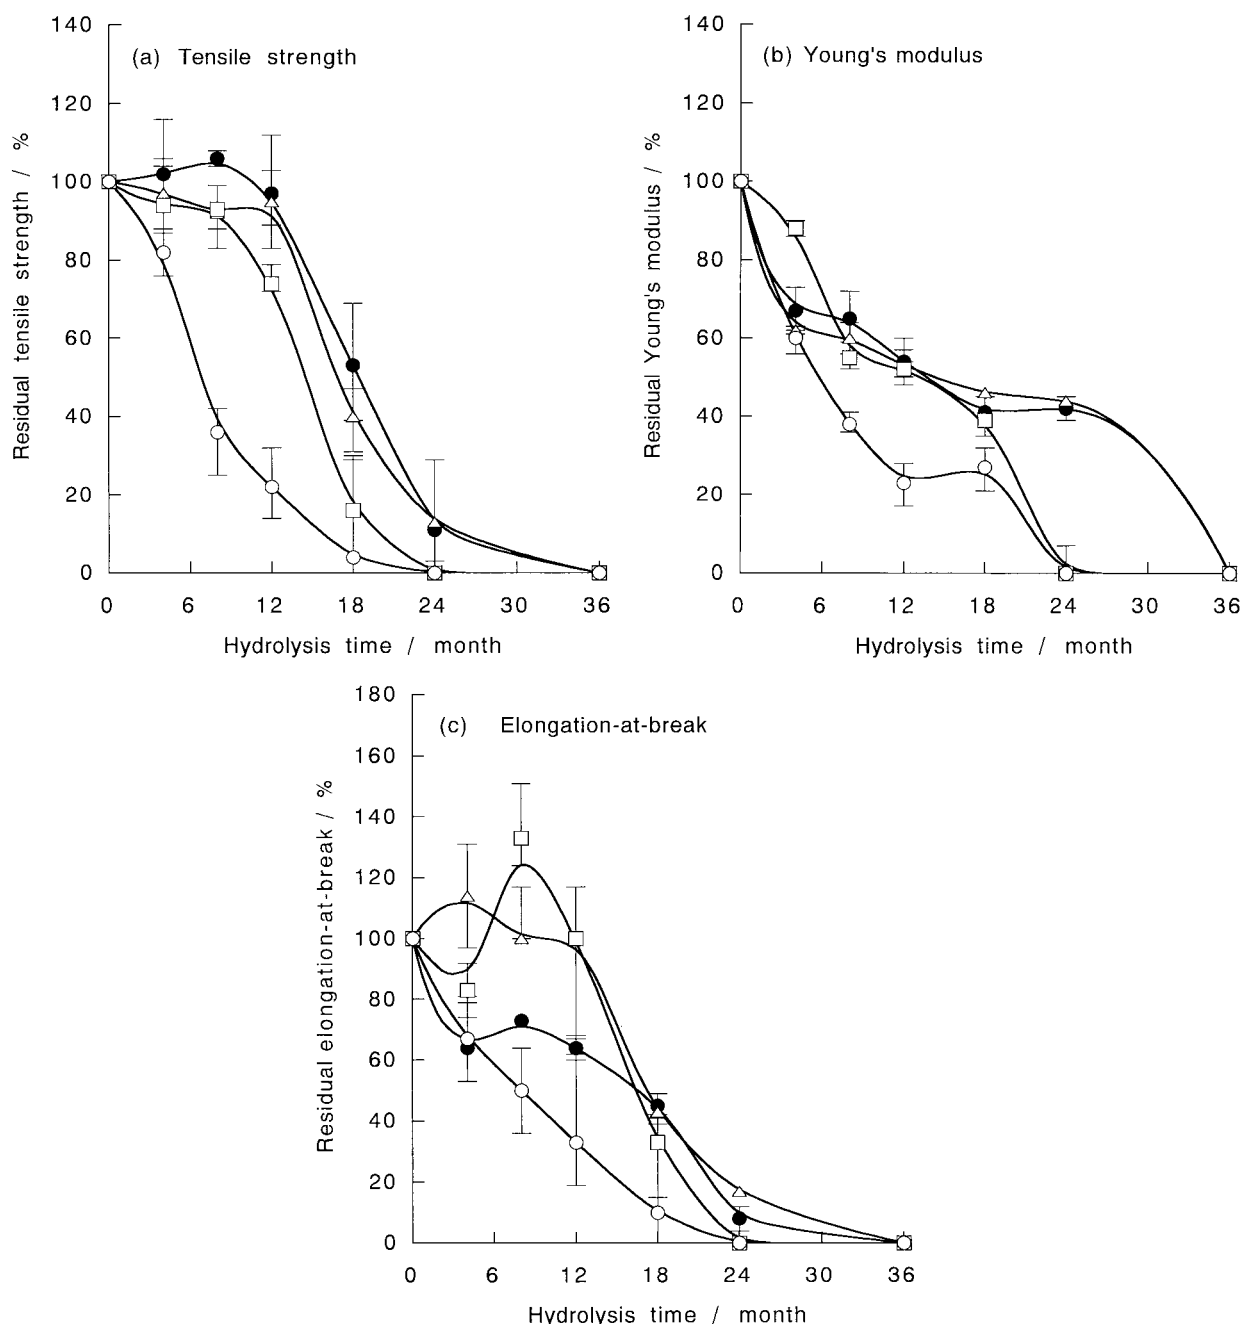 (a) Tensile strength
Residual tensile strength / %
140
120
100
80
60
40
20
0
0 6 12 18 24 30 36
Hydrolysis time / month
(b) Young's modulus
Residual Young's modulus / %
140
120
100
80
60
40
20
0
0 6 12 18 24 30 36
Hydrolysis time / month
(c) Elongation-at-break
Residual elongation-at-break / %
180
160
140
120
100
80
60
40
20
0
0 6 12 18 24 30 36
Hydrolysis time / month